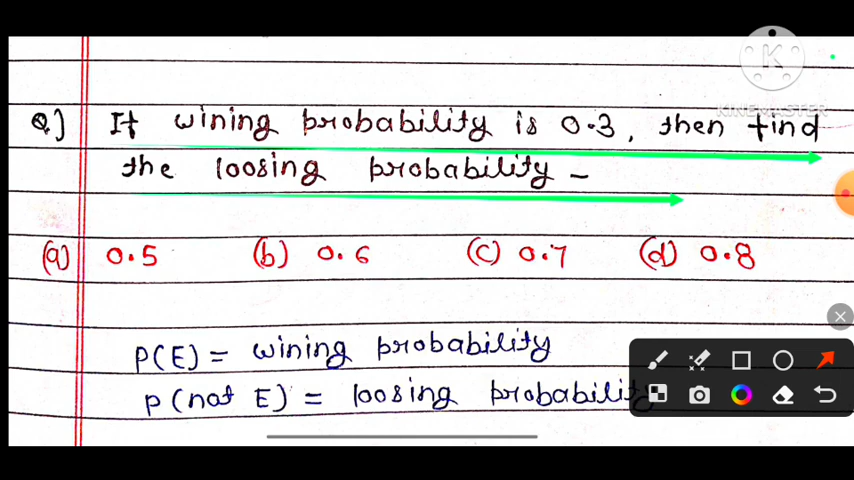 K
KINEMASTER
Q) If wining probability is 0.3, then find
the loosing probability -
(a) 0.5 (b) 0.6 (c) 0.7 (d) 0.8
P(E) = wining probability
P(not E) = loosing probability